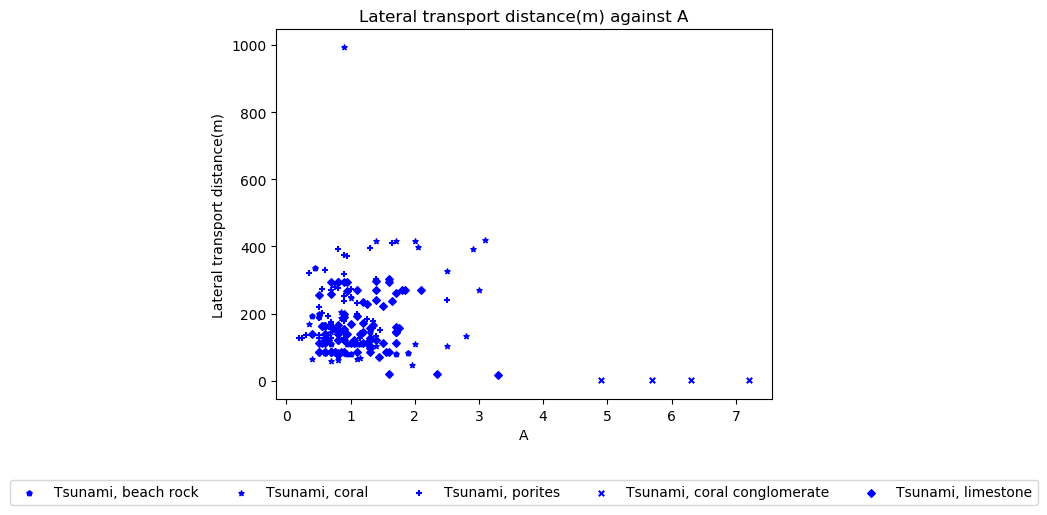 Lateral transport distance(m) against A
Lateral transport distance(m)
1000
800
600
400
200
0
0 1 2 3 4 5 6 7
A
Tsunami, beach rock Tsunami, coral Tsunami, porites Tsunami, coral conglomerate Tsunami, limestone